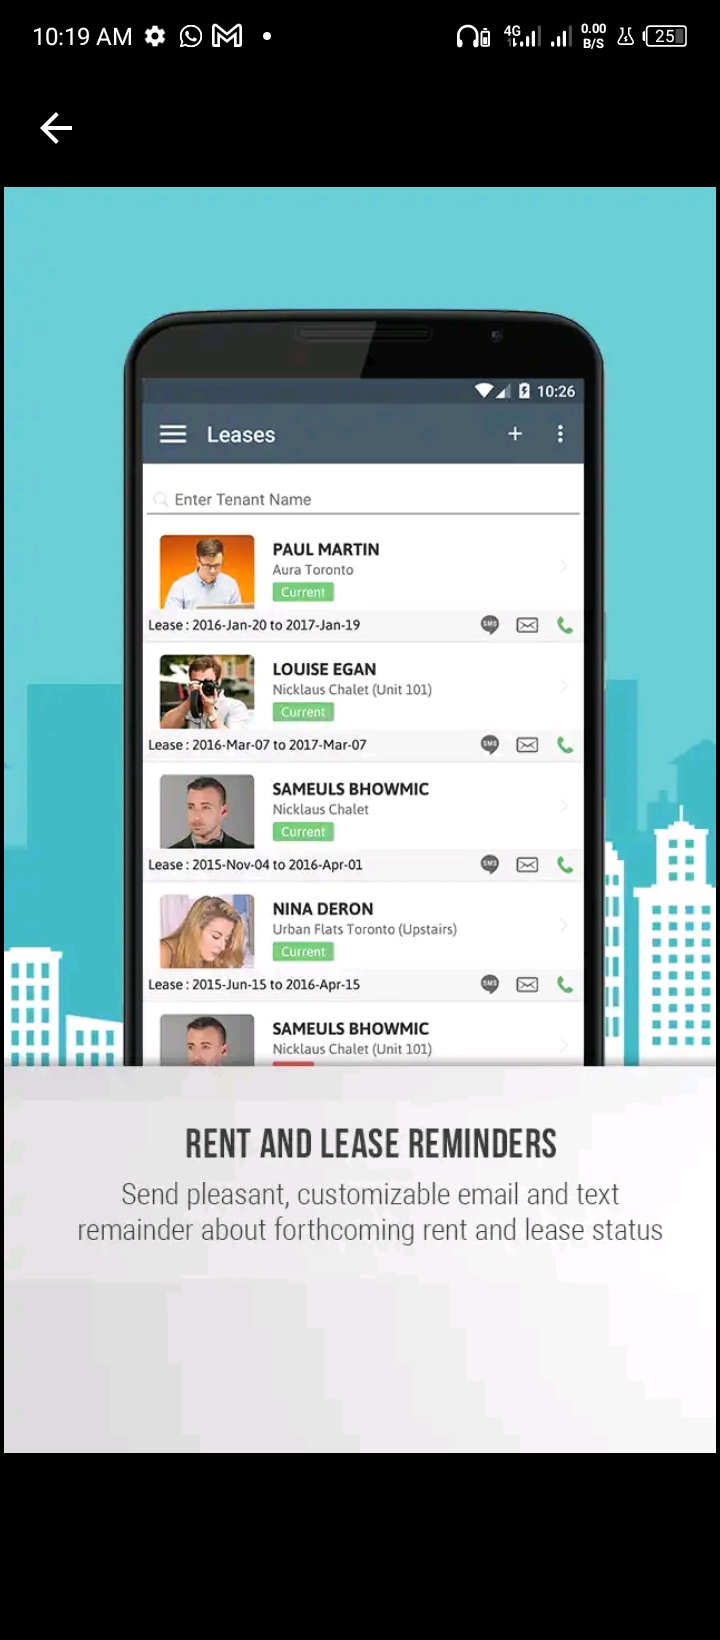 10:19 AM
4G
0.00
B/S
25
10:26
Leases
Enter Tenant Name
PAUL MARTIN
Aura Toronto
Current
Lease : 2016-Jan-20 to 2017-Jan-19
SMS
LOUISE EGAN
Nicklaus Chalet (Unit 101)
Current
Lease : 2016-Mar-07 to 2017-Mar-07
SMS
SAMEULS BHOWMIC
Nicklaus Chalet
Current
Lease : 2015-Nov-04 to 2016-Apr-01
SMS
NINA DERON
Urban Flats Toronto (Upstairs)
Current
Lease : 2015-Jun-15 to 2016-Apr-15
SMS
SAMEULS BHOWMIC
Nicklaus Chalet (Unit 101)
RENT AND LEASE REMINDERS
Send pleasant, customizable email and text
remainder about forthcoming rent and lease status